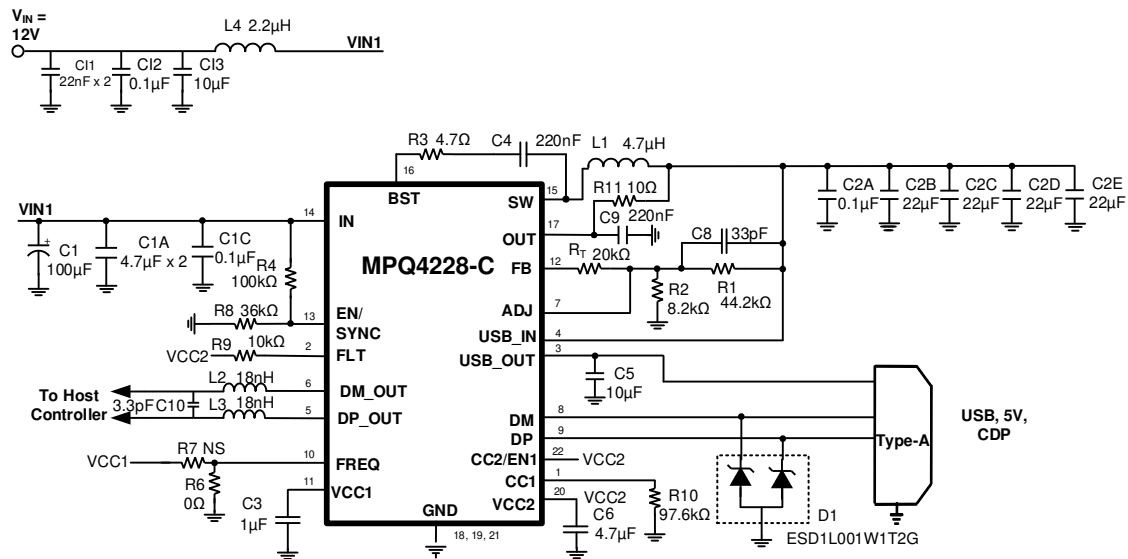 VIN =
12V
L4 2.2µH
VIN1
CI1
22nF x 2
CI2
0.1µF
CI3
10µF
R3 4.7Ω
C4
220nF
L1 4.7µH
16
BST
15
SW
R11 10Ω
C2A
0.1µF
C2B
22µF
C2C
22µF
C2D
22µF
C2E
22µF
VIN1
14
IN
17
OUT
C9
220nF
C8
33pF
C1
100µF
+
C1A
4.7µF x 2
C1C
0.1µF
R4
100kΩ
MPQ4228-C
FB
12
RT 20kΩ
R2
8.2kΩ
R1
44.2kΩ
ADJ
7
R8 36kΩ
13
EN/
SYNC
USB_IN
4
VCC2
R9
10kΩ
2
FLT
USB_OUT
3
C5
10µF
To Host
Controller
L2 18nH
6
DM_OUT
3.3pF
C10
L3 18nH
5
DP_OUT
DM
8
DP
9
Type-A
USB, 5V,
CDP
VCC1
R7 NS
10
FREQ
CC2/EN1
22
VCC2
R6
0Ω
11
VCC1
CC1
1
R10
97.6kΩ
C3
1µF
VCC2
20
VCC2
C6
4.7µF
GND
18, 19, 21
D1
ESD1L001W1T2G